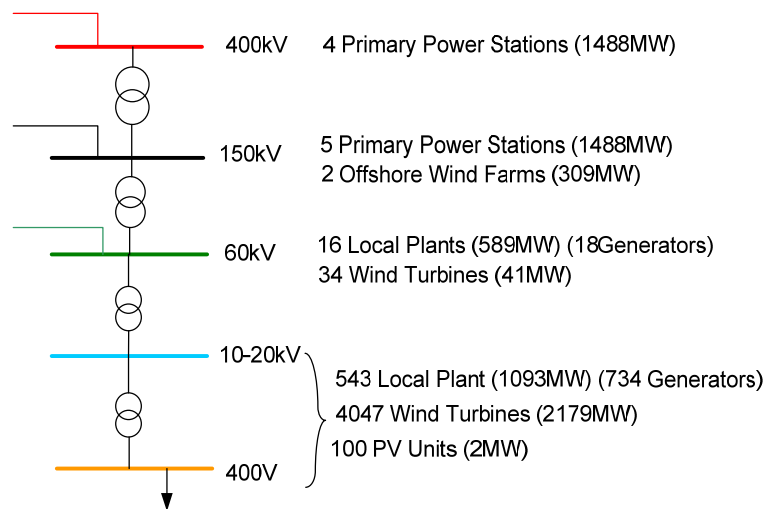 400kV 4 Primary Power Stations (1488MW)
150kV 5 Primary Power Stations (1488MW)
2 Offshore Wind Farms (309MW)
60kV 16 Local Plants (589MW) (18Generators)
34 Wind Turbines (41MW)
10-20kV
543 Local Plant (1093MW) (734 Generators)
4047 Wind Turbines (2179MW)
100 PV Units (2MW)
400V